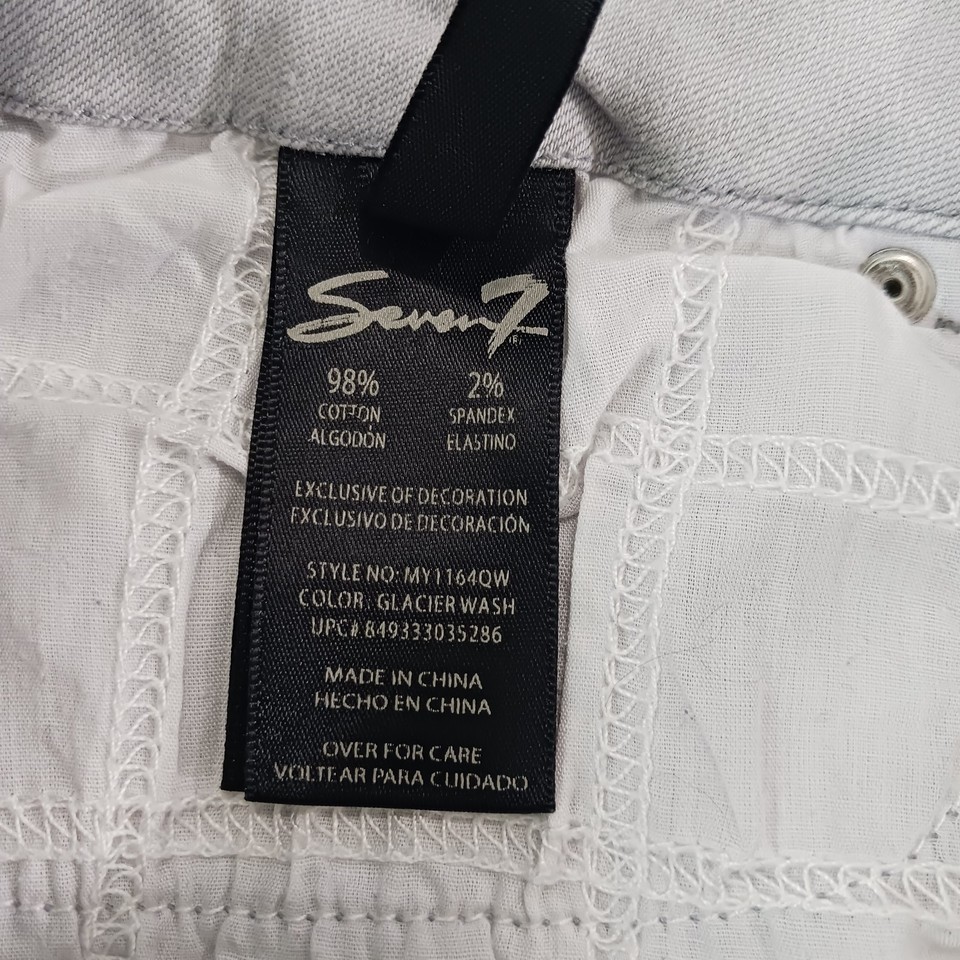 Seven7
98% 2%
COTTON SPANDEX
ALGODÓN ELASTINO
EXCLUSIVE OF DECORATION
EXCLUSIVO DE DECORACIÓN
STYLE NO: MY1164QW
COLOR: GLACIER WASH
UPC# 849333035286
MADE IN CHINA
HECHO EN CHINA
OVER FOR CARE
VOLTEAR PARA CUIDADO